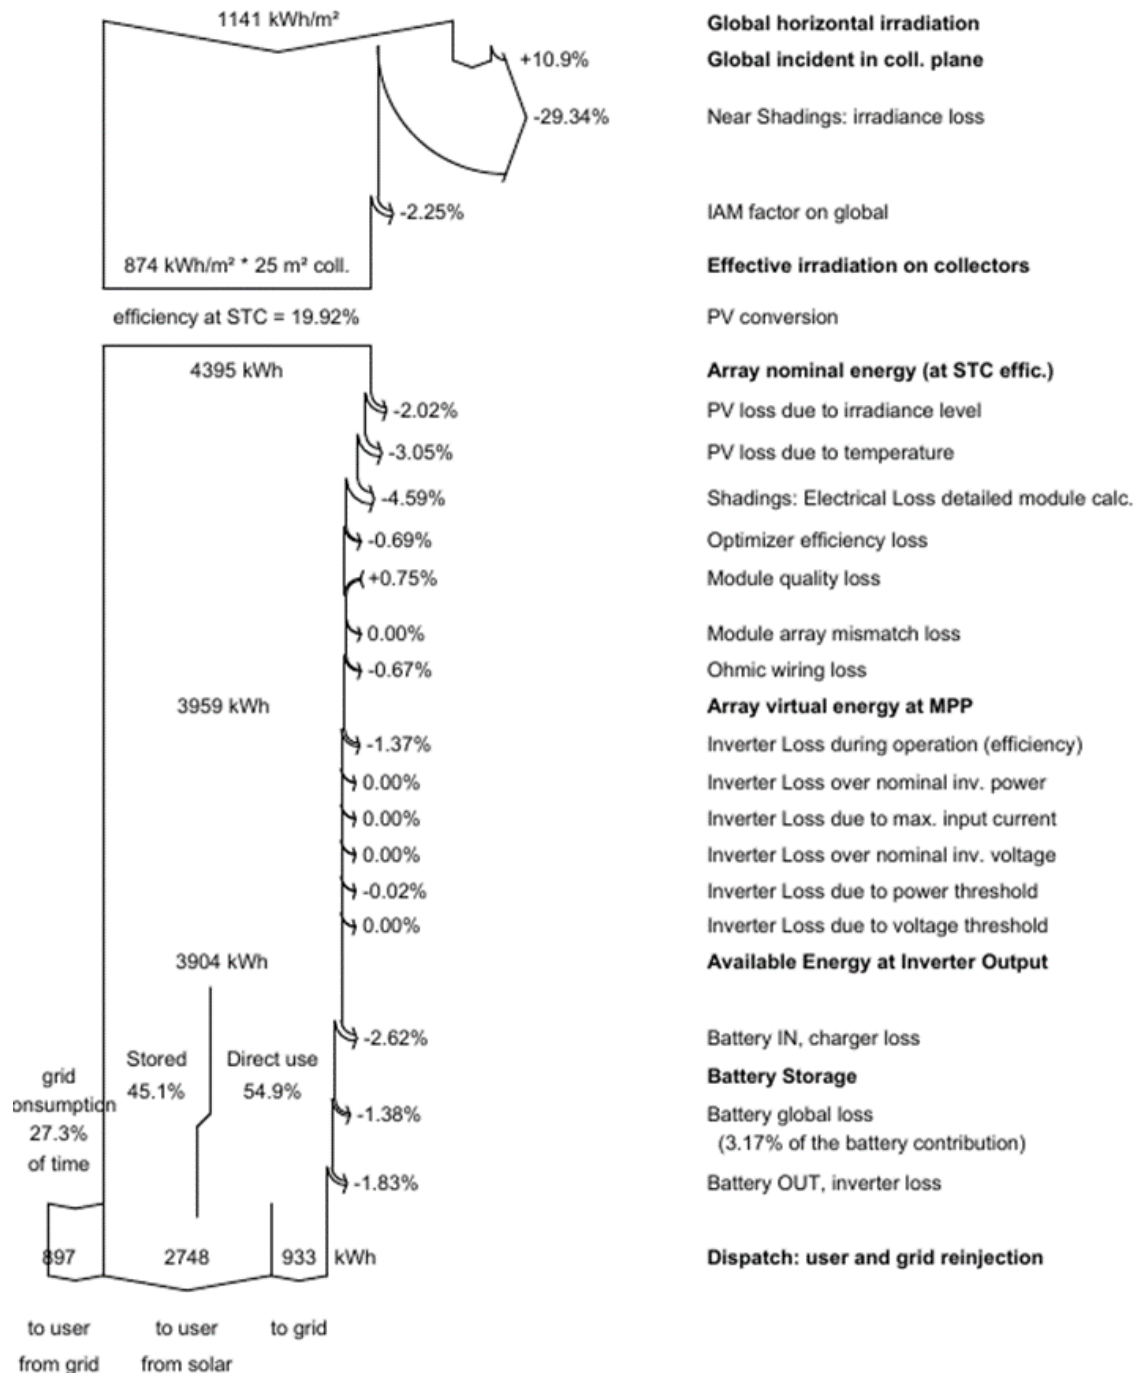 1141 kWh/m² Global horizontal irradiation
+10.9% Global incident in coll. plane
-29.34% Near Shadings: irradiance loss
-2.25% IAM factor on global
874 kWh/m² * 25 m² coll. Effective irradiation on collectors
efficiency at STC = 19.92% PV conversion
4395 kWh Array nominal energy (at STC effic.)
-2.02% PV loss due to irradiance level
-3.05% PV loss due to temperature
-4.59% Shadings: Electrical Loss detailed module calc.
-0.69% Optimizer efficiency loss
+0.75% Module quality loss
0.00% Module array mismatch loss
-0.67% Ohmic wiring loss
3959 kWh Array virtual energy at MPP
-1.37% Inverter Loss during operation (efficiency)
0.00% Inverter Loss over nominal inv. power
0.00% Inverter Loss due to max. input current
0.00% Inverter Loss over nominal inv. voltage
-0.02% Inverter Loss due to power threshold
0.00% Inverter Loss due to voltage threshold
3904 kWh Available Energy at Inverter Output
-2.62% Battery IN, charger loss
Stored Direct use
grid 45.1% 54.9% Battery Storage
onsumption -1.38% Battery global loss
27.3% (3.17% of the battery contribution)
of time
-1.83% Battery OUT, inverter loss
897 2748 933 kWh Dispatch: user and grid reinjection
to user to user to grid
from grid from solar